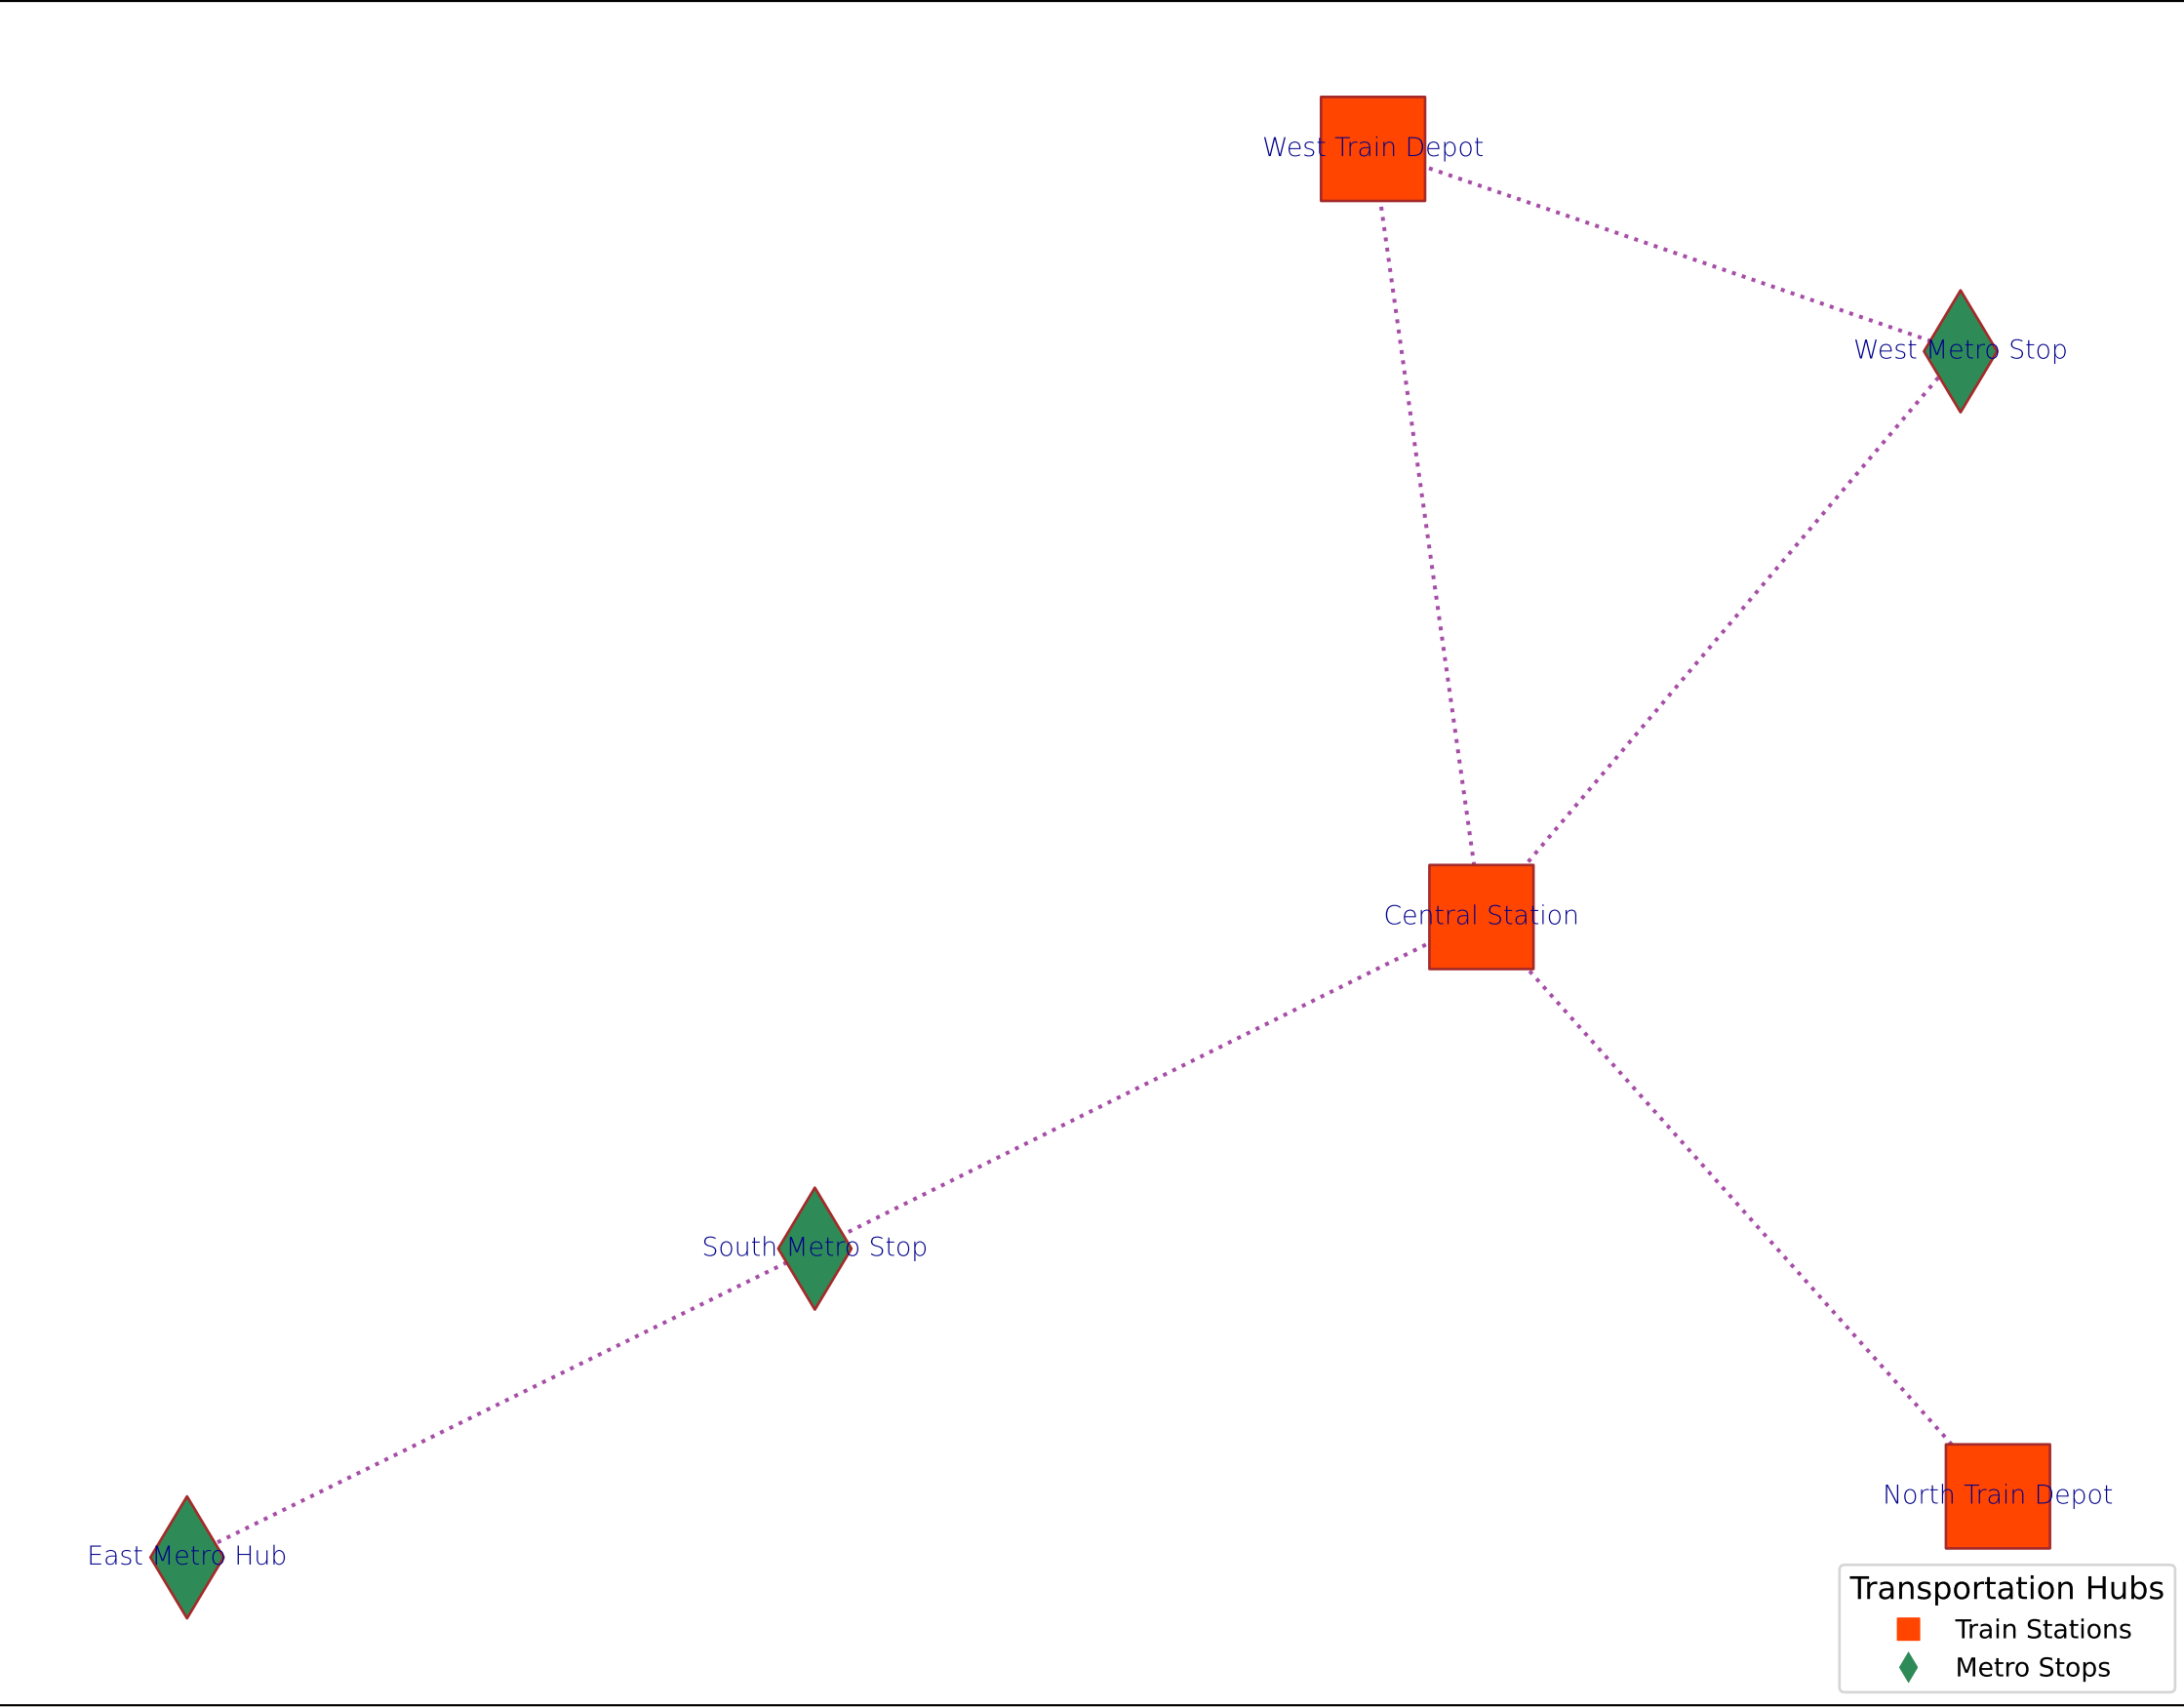 West Train Depot
West Metro Stop
Central Station
South Metro Stop
North Train Depot
East Metro Hub
Transportation Hubs
Train Stations
Metro Stops